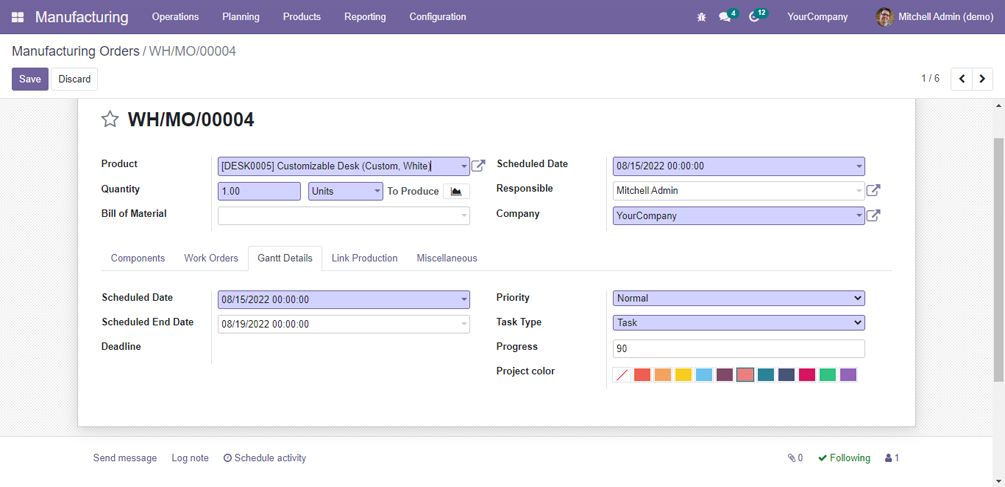 Manufacturing Operations Planning Products Reporting Configuration 4 12 YourCompany Mitchell Admin (demo)
Manufacturing Orders / WH/MO/00004
Save Discard 1 / 6
WH/MO/00004
Product [DESK0005] Customizable Desk (Custom, White) Scheduled Date 08/15/2022 00:00:00
Quantity 1.00 Units To Produce Responsible Mitchell Admin
Bill of Material Company YourCompany
Components Work Orders Gantt Details Link Production Miscellaneous
Scheduled Date 08/15/2022 00:00:00 Priority Normal
Scheduled End Date 08/19/2022 00:00:00 Task Type Task
Deadline Progress 90
Project color
Send message Log note Schedule activity 0 Following 1